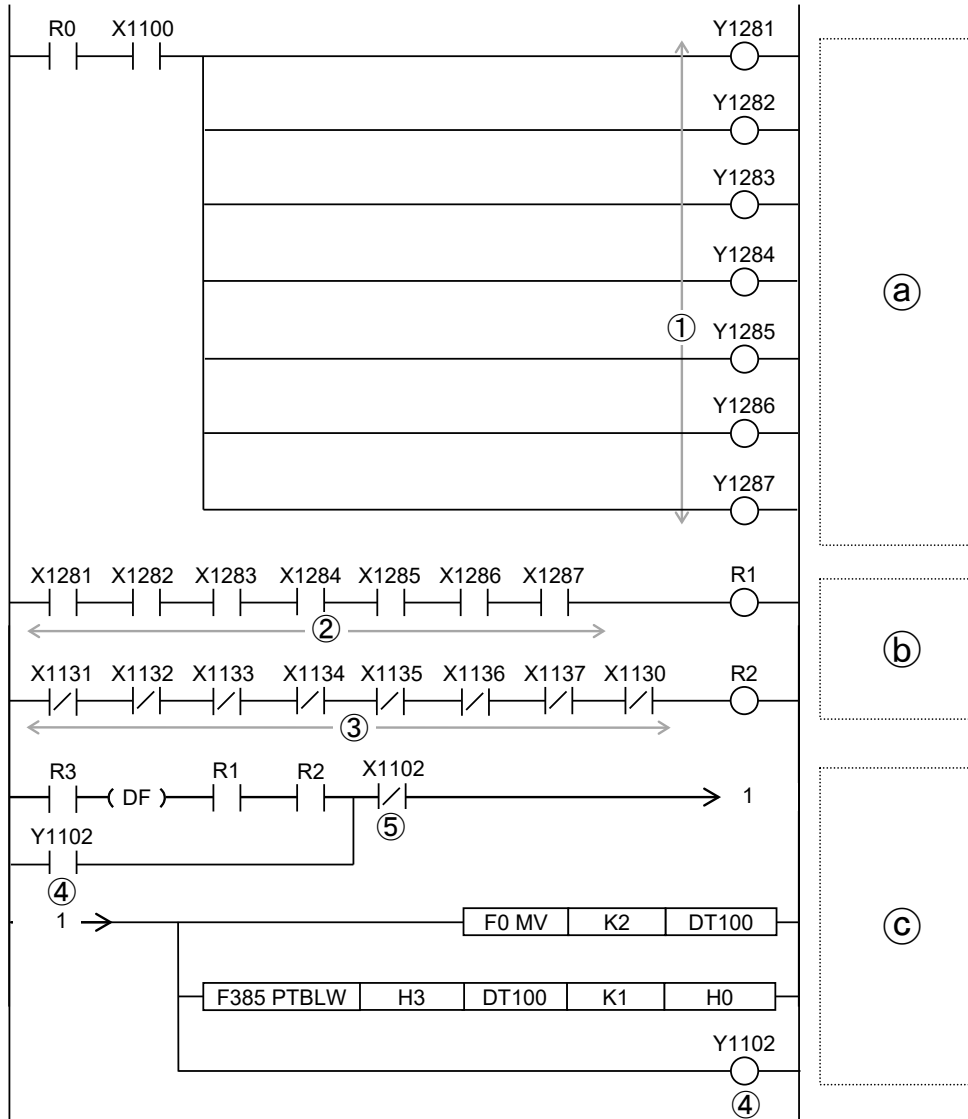 R0 X1100 Y1281
Y1282
Y1283
Y1284
ⓐ
①
Y1285
Y1286
Y1287
X1281 X1282 X1283 X1284 X1285 X1286 X1287 R1
②
ⓑ
X1131 X1132 X1133 X1134 X1135 X1136 X1137 X1130 R2
③
R3 R1 R2 X1102
( DF ) 1
⑤
Y1102
④
1 F0 MV K2 DT100
ⓒ
F385 PTBLW H3 DT100 K1 H0
Y1102
④